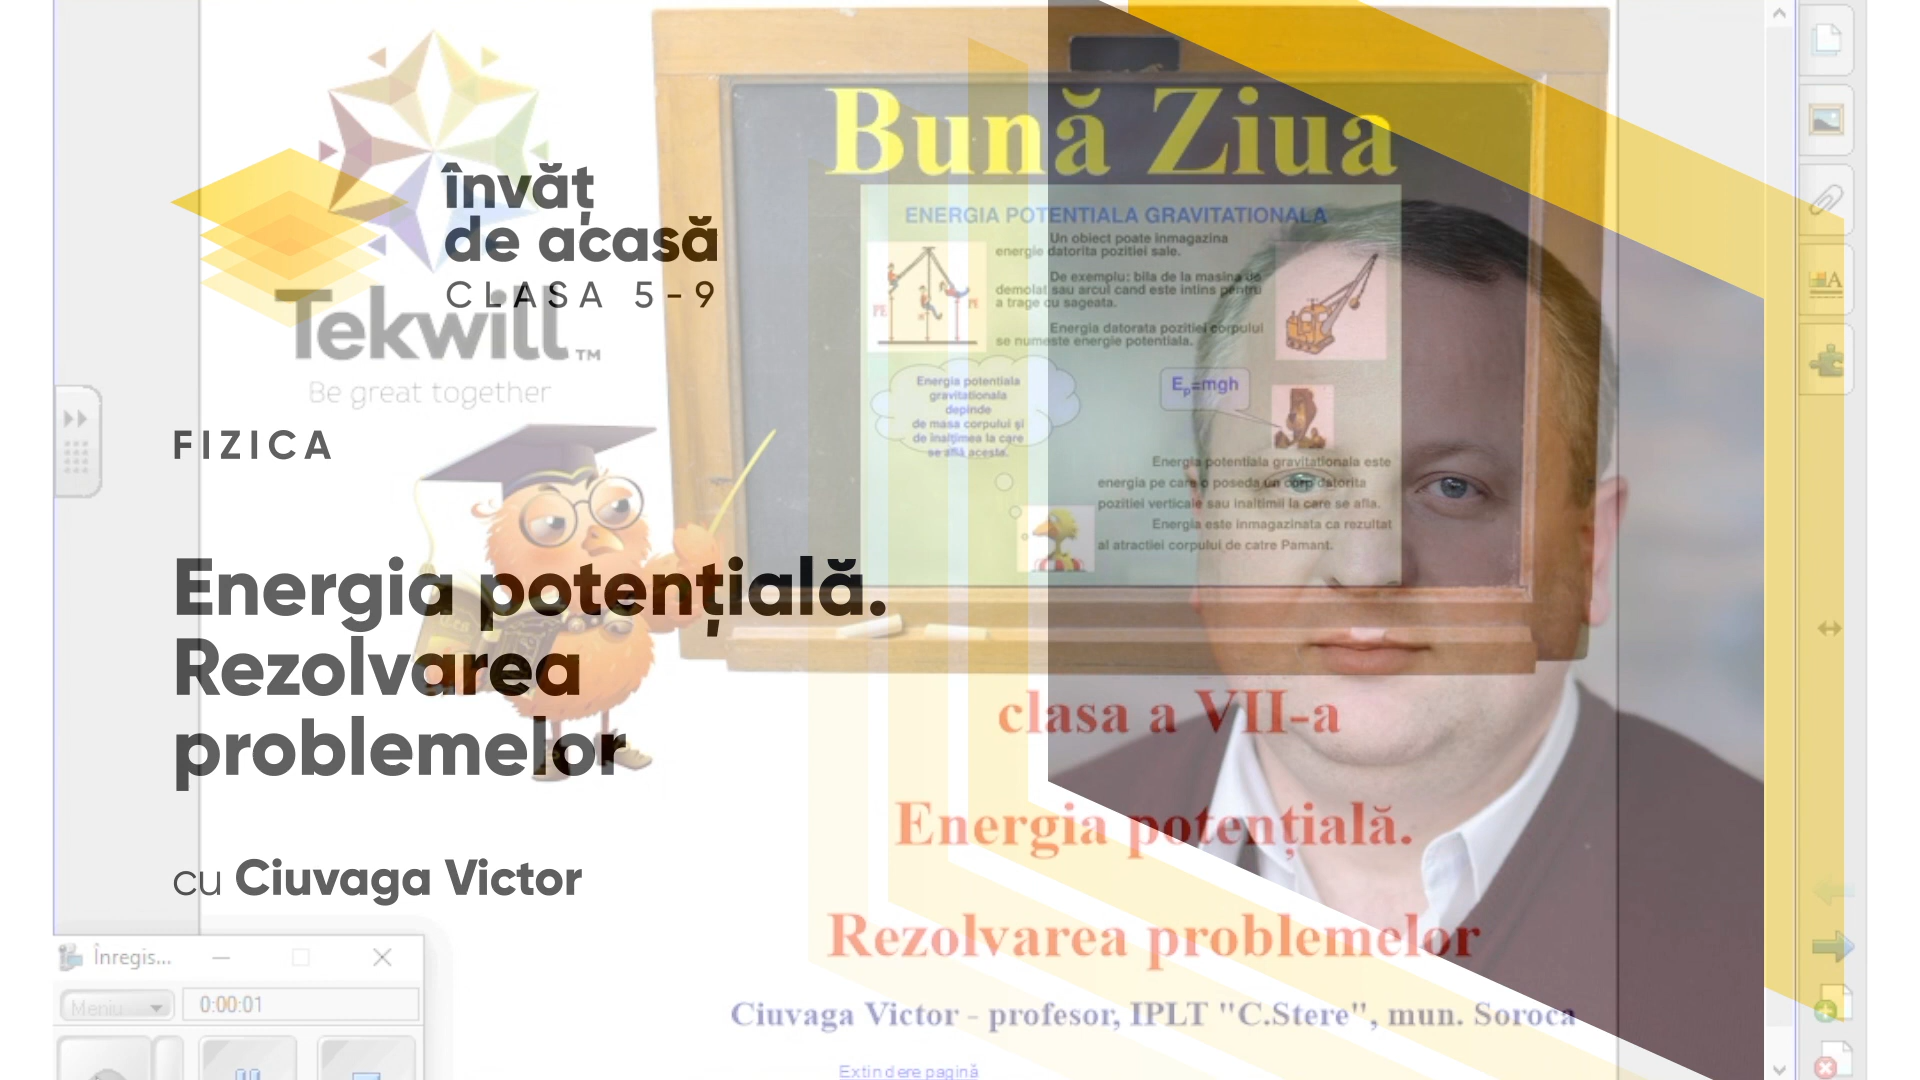 învăț
de acasă
CLASA 5-9
Tekwill™
Be great together
FIZICA
Energia potențială.
Rezolvarea
problemelor
cu Ciuvaga Victor
Bună Ziua
ENERGIA POTENTIALA GRAVITATIONALA
Un obiect poate inmagazina
energie datorita pozitiei sale.
De exemplu: bila de la masina de
demolat sau arcul cand este intins pentru
a trage cu sageata.
Energia datorata pozitiei corpului
se numeste energie potentiala.
PE
PE
Energia potentiala
gravitationala
depinde
de masa corpului și
de înălțimea la care
se află acesta.
Ep=mgh
Energia potentiala gravitationala este
energia pe care o poseda un corp datorita
pozitiei verticale sau inaltimii la care se afla.
Energia este inmagazinata ca rezultat
al atractiei corpului de catre Pamant.
clasa a VII-a
Energia potențială.
Rezolvarea problemelor
Ciuvaga Victor - profesor, IPLT "C.Stere", mun. Soroca
Extindere pagină
Înregis...
Meniu
0:00:01